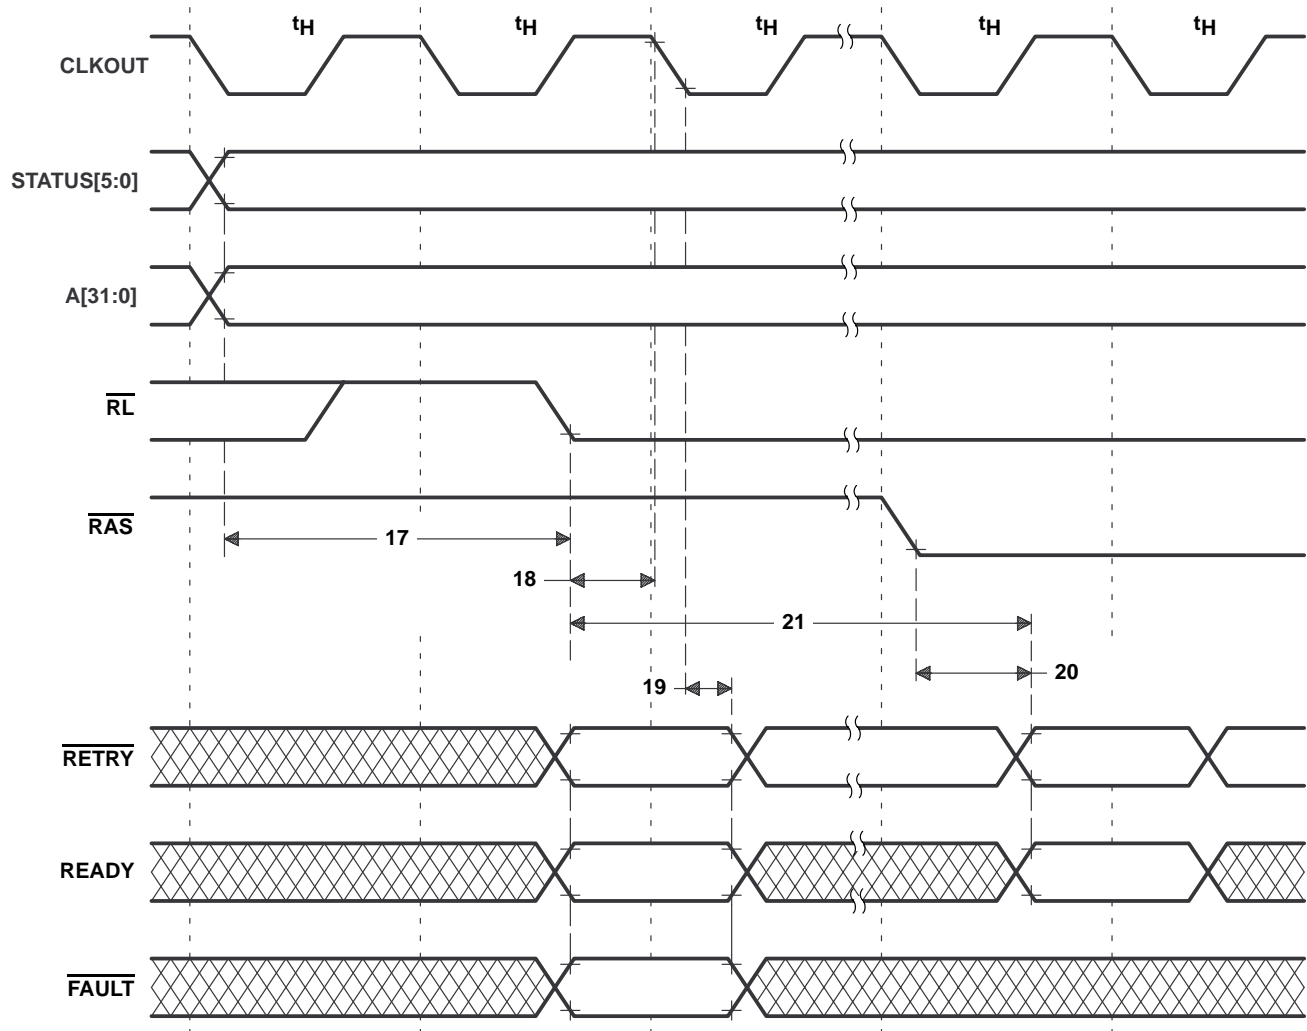 tH tH tH tH tH
CLKOUT
STATUS[5:0]
A[31:0]
RL
RAS
17
18
21
20
19
RETRY
READY
FAULT